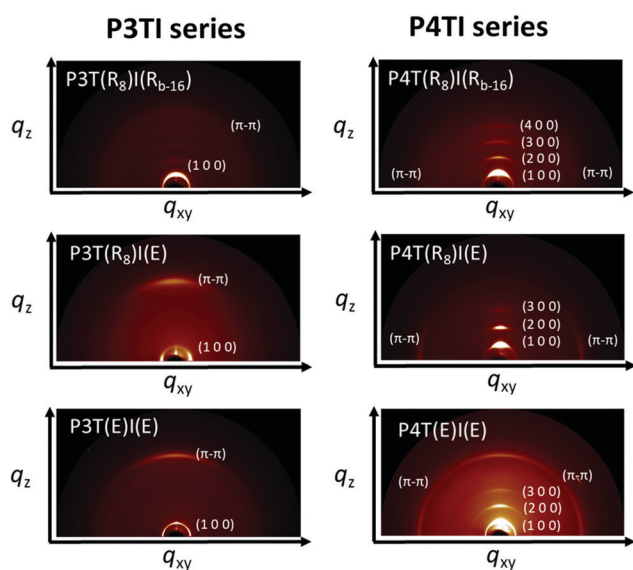 P3TI series
P4TI series
P3T(R8)I(Rb-16)
(π-π)
(1 0 0)
qz
qxy
P4T(R8)I(Rb-16)
(4 0 0)
(3 0 0)
(2 0 0)
(1 0 0)
(π-π)
(π-π)
qz
qxy
P3T(R8)I(E)
(π-π)
(1 0 0)
qz
qxy
P4T(R8)I(E)
(3 0 0)
(2 0 0)
(1 0 0)
(π-π)
(π-π)
qz
qxy
P3T(E)I(E)
(π-π)
(1 0 0)
qz
qxy
P4T(E)I(E)
(π-π)
(π-π)
(3 0 0)
(2 0 0)
(1 0 0)
qz
qxy